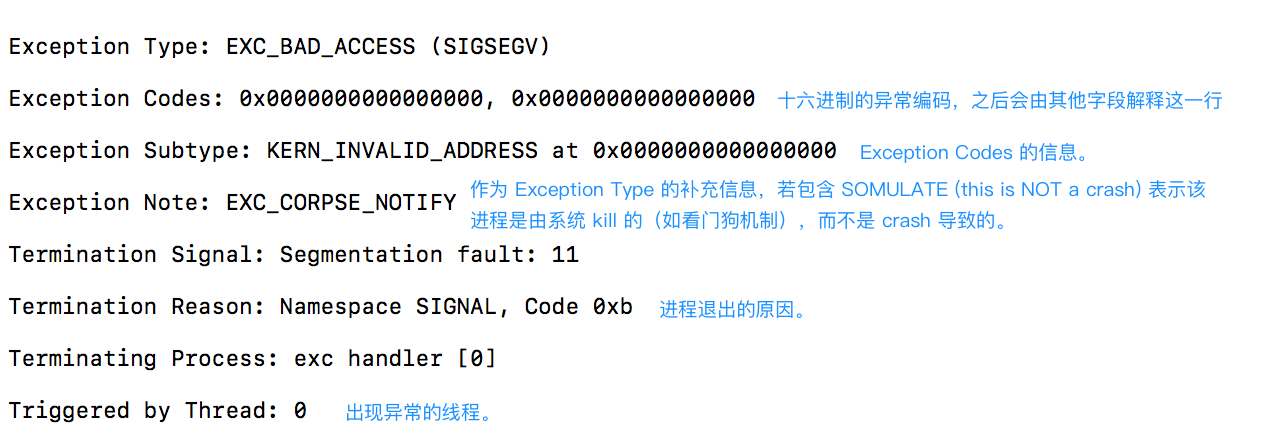 Exception Type: EXC_BAD_ACCESS (SIGSEGV)
Exception Codes: 0x0000000000000000, 0x0000000000000000 十六进制的异常编码，之后会由其他字段解释这一行
Exception Subtype: KERN_INVALID_ADDRESS at 0x0000000000000000 Exception Codes 的信息。
Exception Note: EXC_CORPSE_NOTIFY 作为 Exception Type 的补充信息，若包含 SOMULATE (this is NOT a crash) 表示该
进程是由系统 kill 的（如看门狗机制），而不是 crash 导致的。
Termination Signal: Segmentation fault: 11
Termination Reason: Namespace SIGNAL, Code 0xb 进程退出的原因。
Terminating Process: exc handler [0]
Triggered by Thread: 0 出现异常的线程。